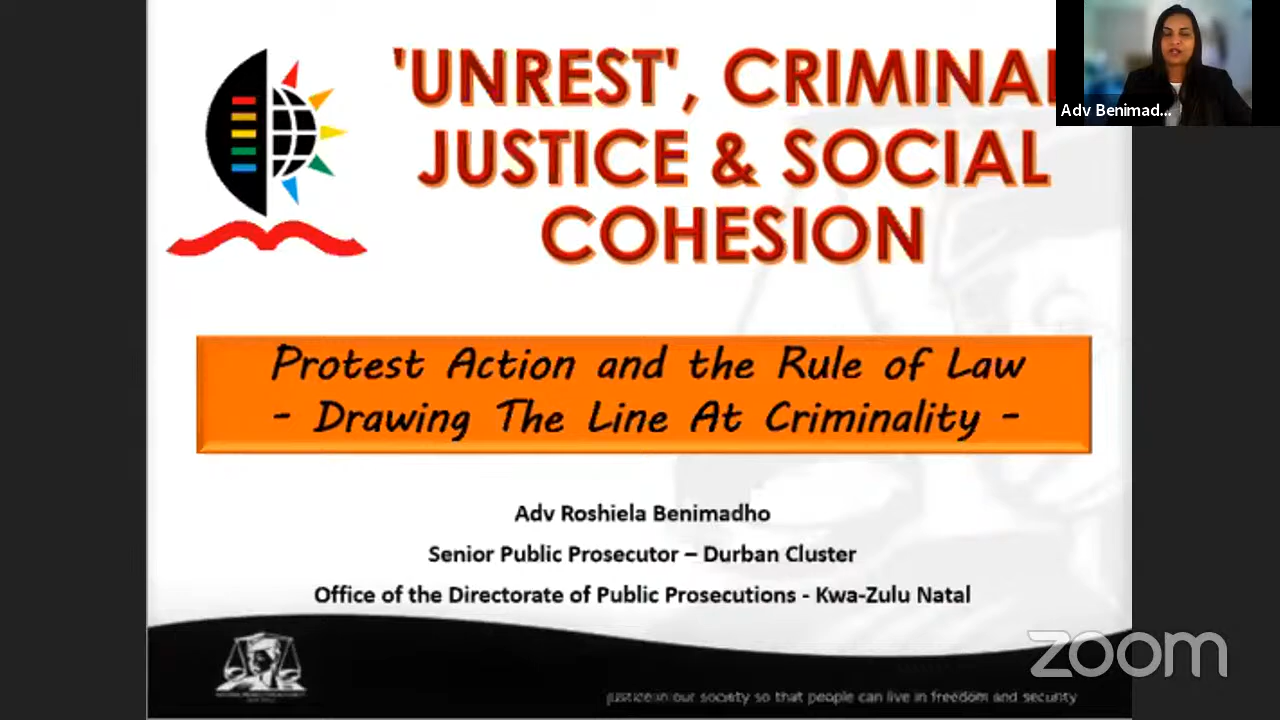 'UNREST', CRIMINAL
JUSTICE & SOCIAL
COHESION
Adv Benimad...
Protest Action and the Rule of Law
- Drawing The Line At Criminality -
Adv Roshiela Benimadho
Senior Public Prosecutor – Durban Cluster
Office of the Directorate of Public Prosecutions - Kwa-Zulu Natal
zoom
justice in our society so that people can live in freedom and security